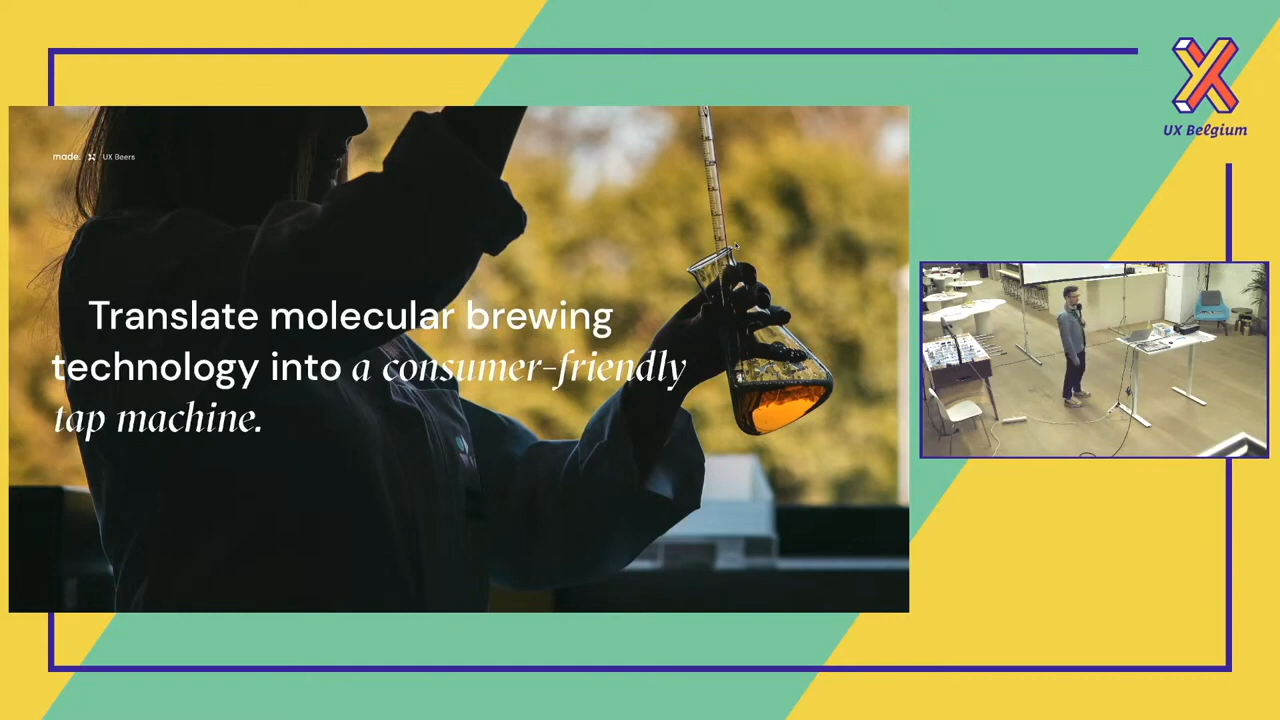 UX Belgium
made. X UX Beers
Translate molecular brewing
technology into a consumer-friendly
tap machine.